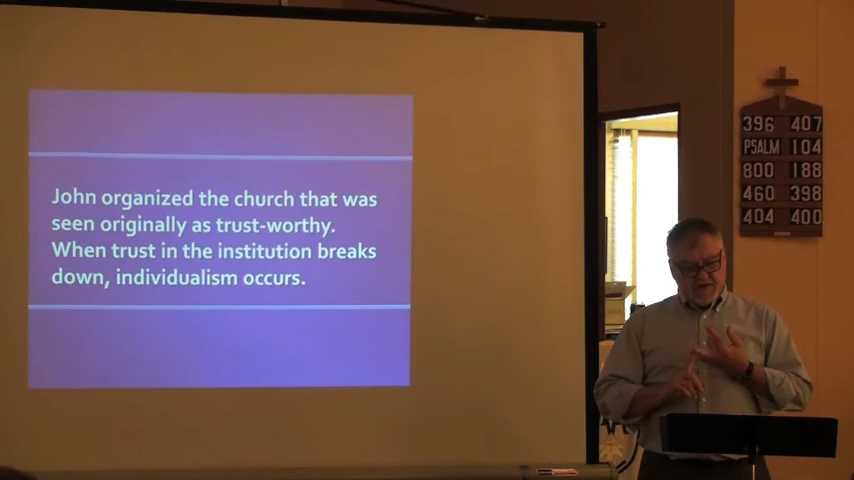 John organized the church that was
seen originally as trust-worthy.
When trust in the institution breaks
down, individualism occurs.
396 407
PSALM 104
800 188
460 398
404 400